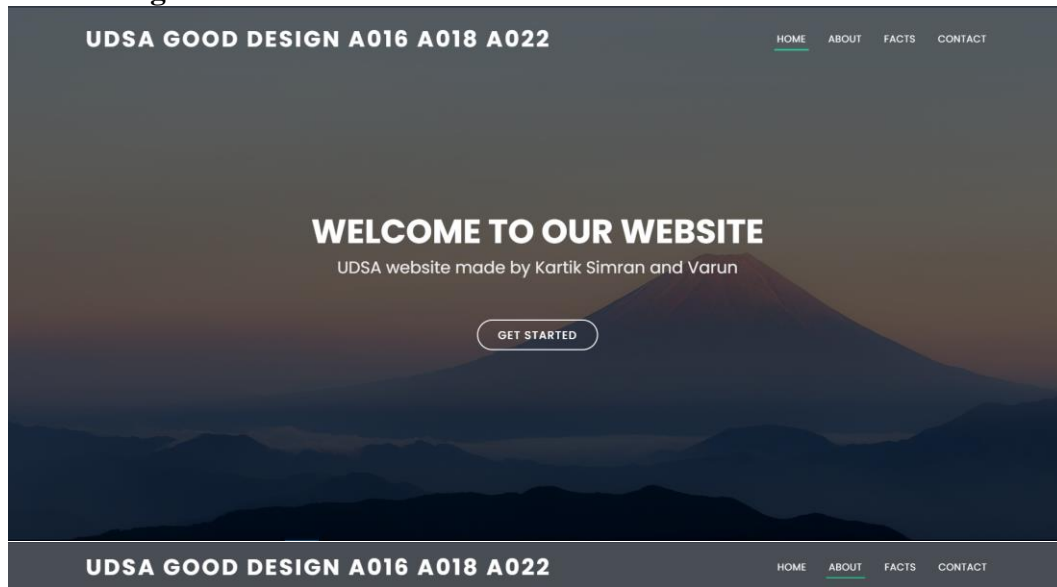 UDSA GOOD DESIGN A016 A018 A022
HOME ABOUT FACTS CONTACT
WELCOME TO OUR WEBSITE
UDSA website made by Kartik Simran and Varun
GET STARTED
UDSA GOOD DESIGN A016 A018 A022
HOME ABOUT FACTS CONTACT